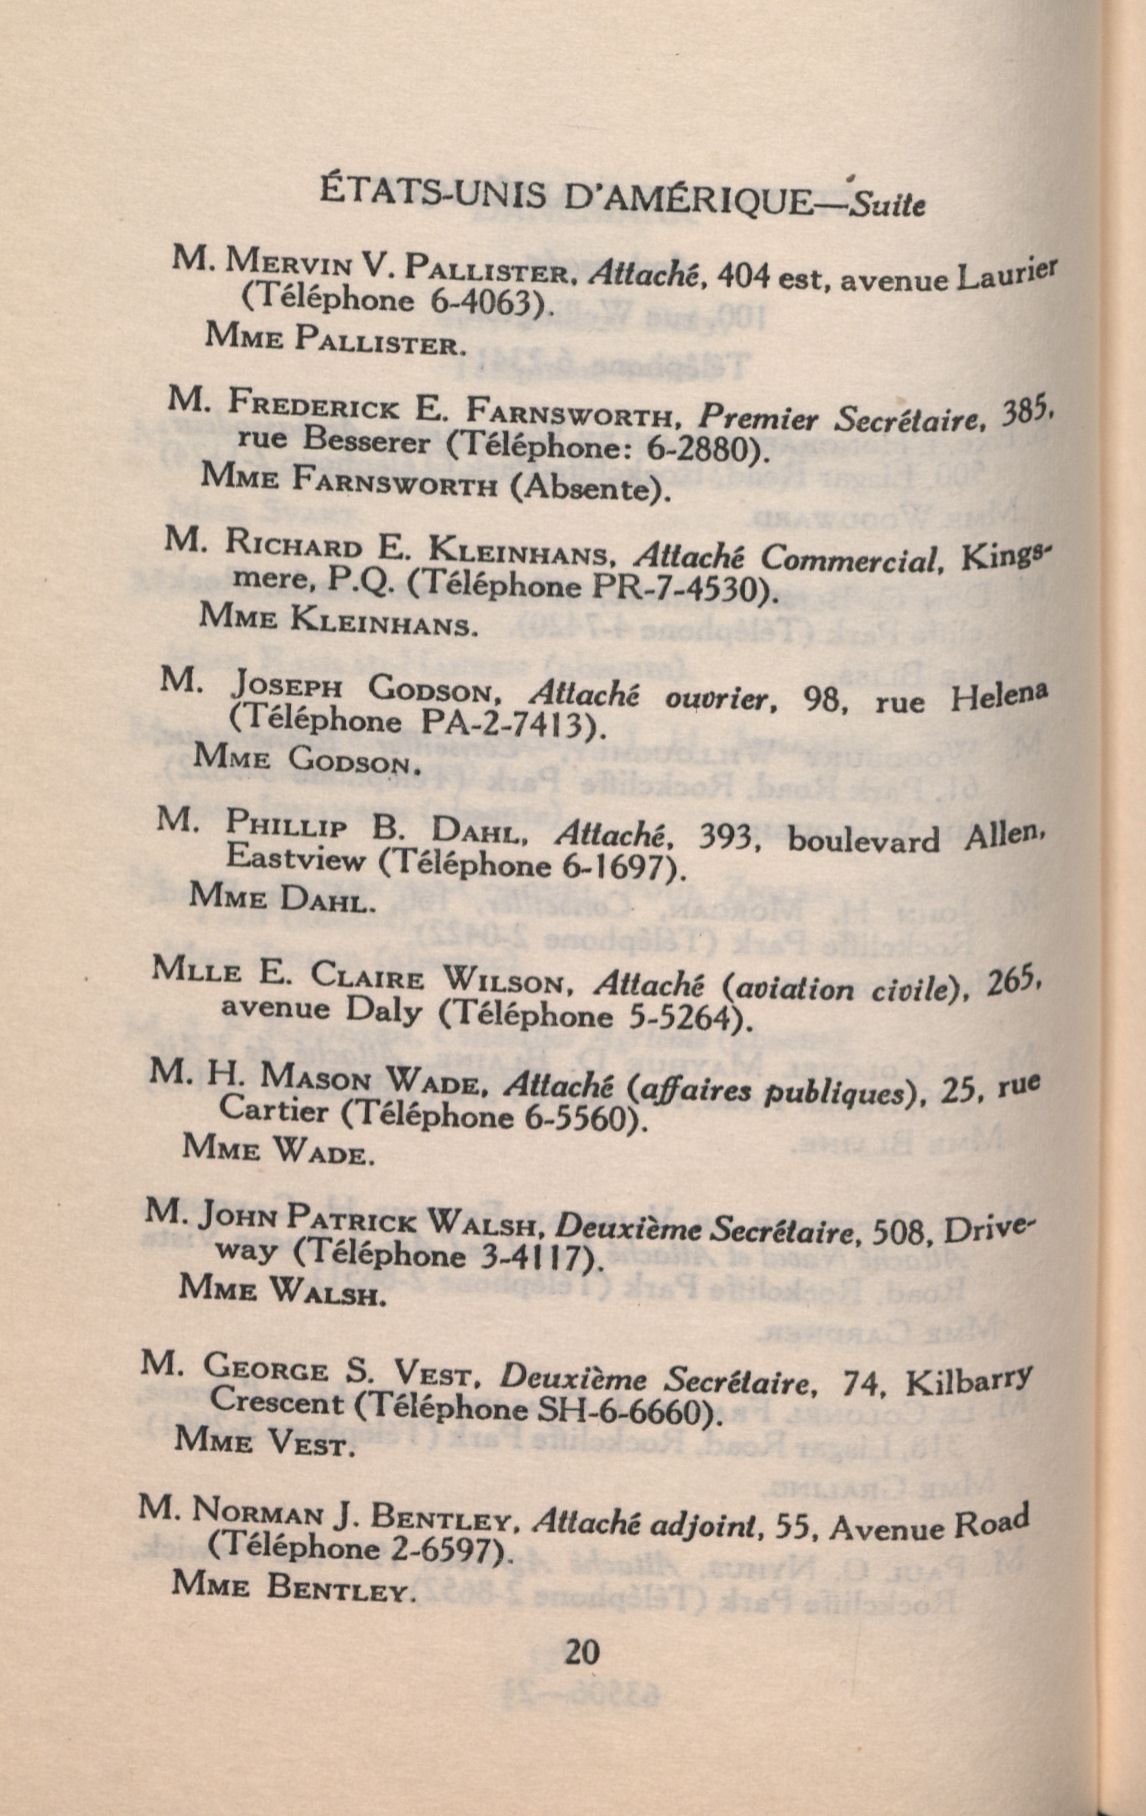 ÉTATS-UNIS D'AMÉRIQUE—Suite
M. MERVIN V. PALLISTER, Attaché, 404 est, avenue Laurier
(Téléphone 6-4063).
MME PALLISTER.
M. FREDERICK E. FARNSWORTH, Premier Secrétaire, 385,
rue Besserer (Téléphone: 6-2880).
MME FARNSWORTH (Absente).
M. RICHARD E. KLEINHANS, Attaché Commercial, Kings-
mere, P.Q. (Téléphone PR-7-4530).
MME KLEINHANS.
M. JOSEPH GODSON, Attaché ouvrier, 98, rue Helena
(Téléphone PA-2-7413).
MME GODSON.
M. PHILLIP B. DAHL, Attaché, 393, boulevard Allen,
Eastview (Téléphone 6-1697).
MME DAHL.
MLLE E. CLAIRE WILSON, Attaché (aviation civile), 265,
avenue Daly (Téléphone 5-5264).
M. H. MASON WADE, Attaché (affaires publiques), 25, rue
Cartier (Téléphone 6-5560).
MME WADE.
M. JOHN PATRICK WALSH, Deuxième Secrétaire, 508, Drive-
way (Téléphone 3-4117).
MME WALSH.
M. GEORGE S. VEST, Deuxième Secrétaire, 74, Kilbarry
Crescent (Téléphone SH-6-6660).
MME VEST.
M. NORMAN J. BENTLEY, Attaché adjoint, 55, Avenue Road
(Téléphone 2-6597).
MME BENTLEY.
20